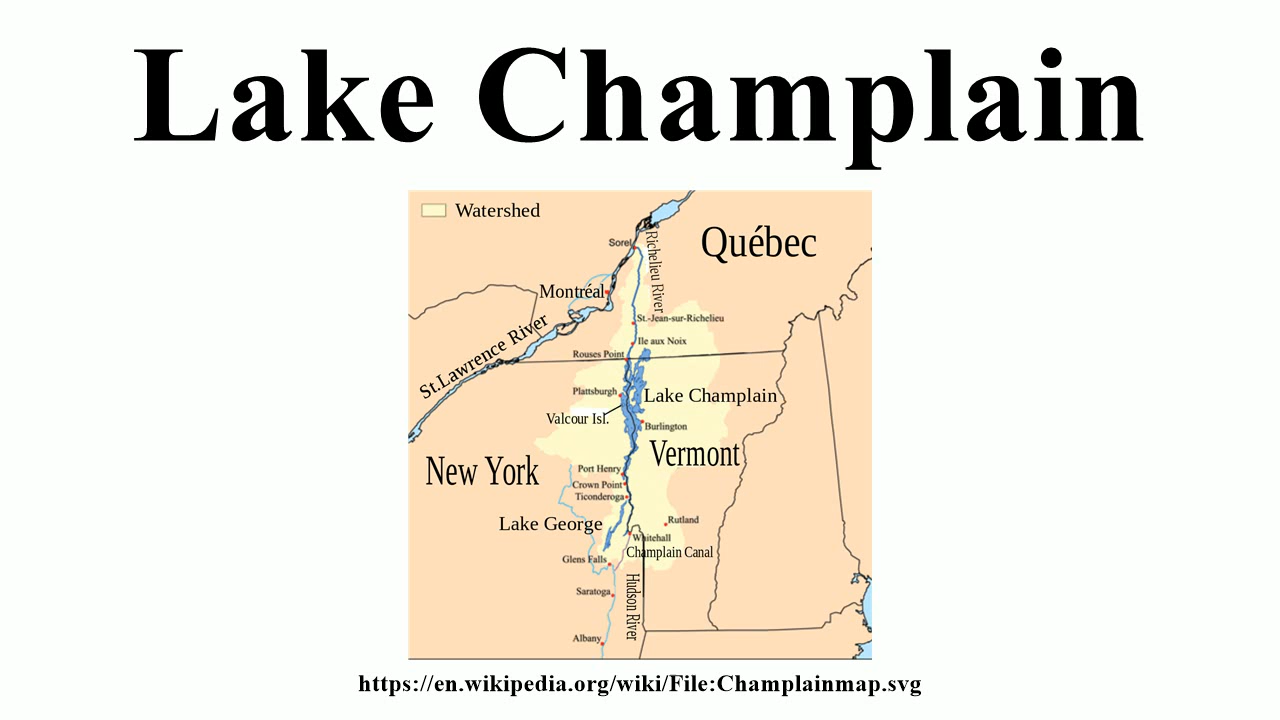 Lake Champlain
Watershed
Québec
Sorel
Richelieu River
Montréal
St.-Jean-sur-Richelieu
St.Lawrence River
Ile aux Noix
Rouses Point
Plattsburgh
Lake Champlain
Valcour Isl.
Burlington
Vermont
New York
Port Henry
Crown Point
Ticonderoga
Lake George
Rutland
Whitehall
Champlain Canal
Glens Falls
Hudson River
Saratoga
Albany
https://en.wikipedia.org/wiki/File:Champlainmap.svg